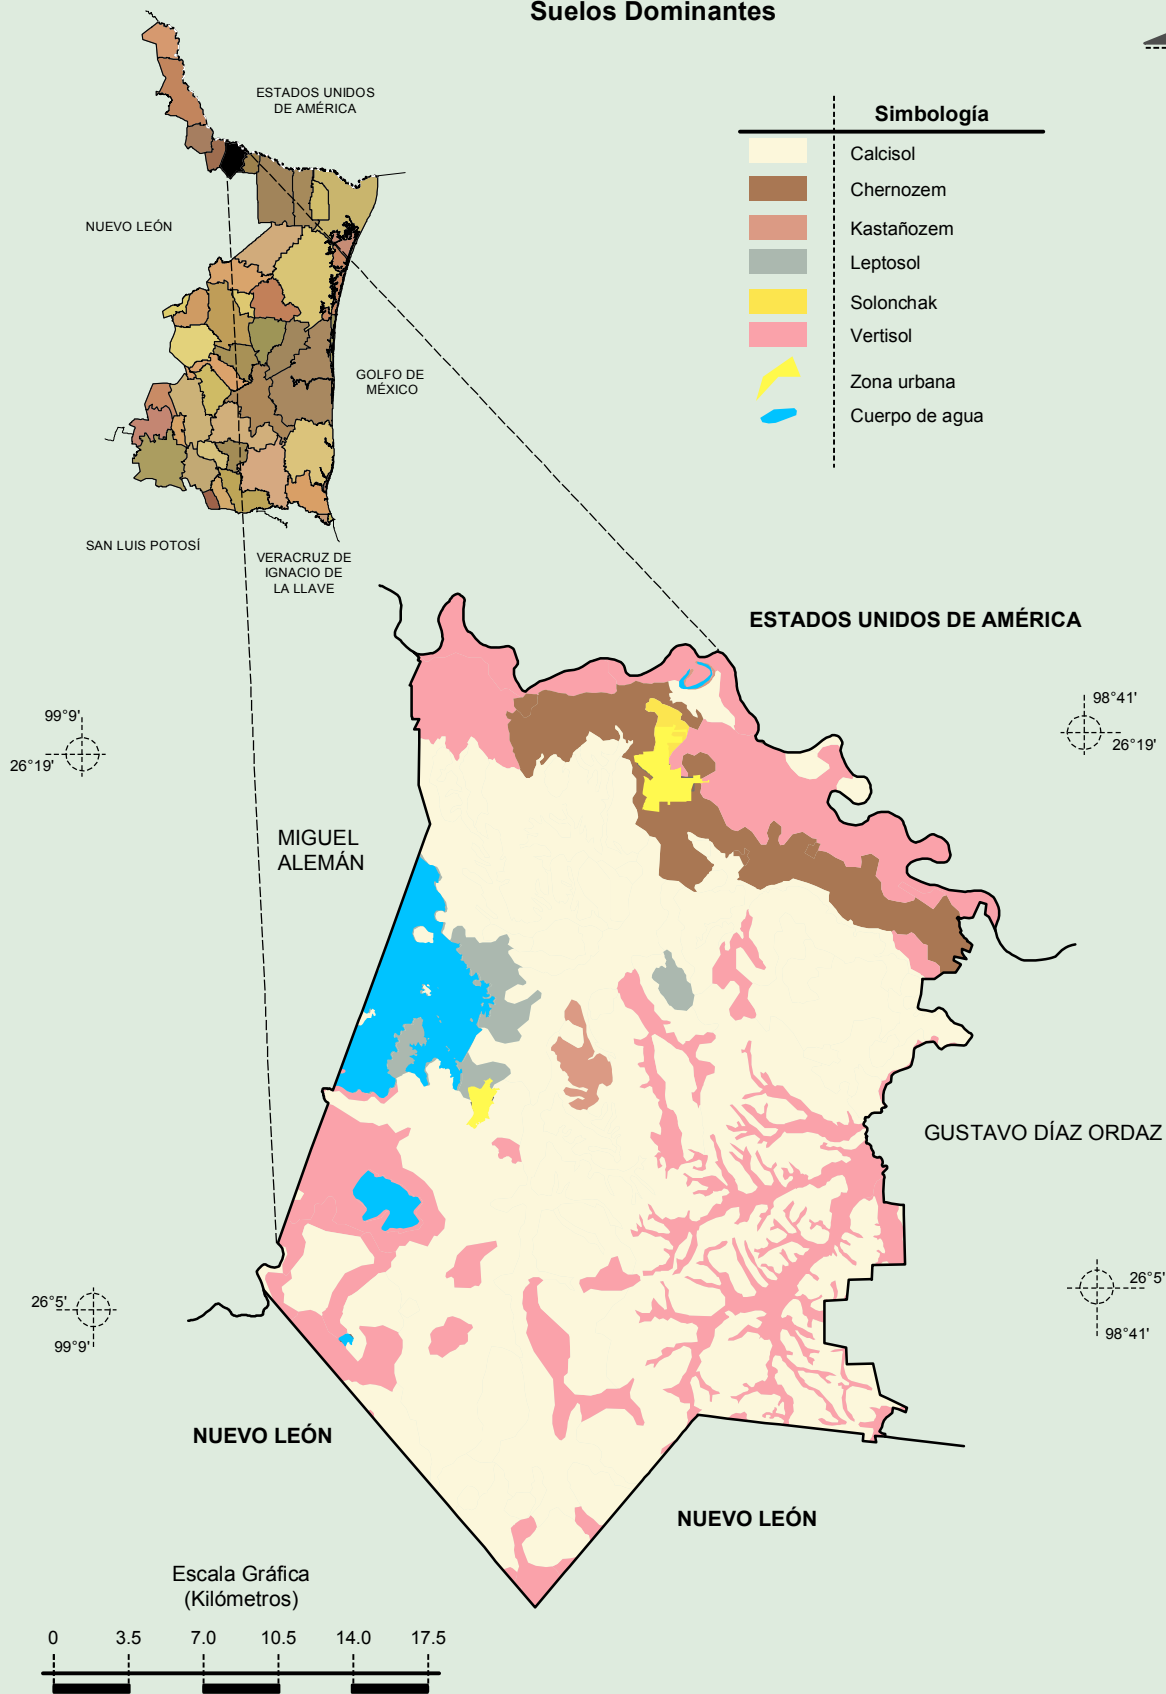 Suelos Dominantes
ESTADOS UNIDOS
DE AMÉRICA
NUEVO LEÓN
GOLFO DE
MÉXICO
SAN LUIS POTOSÍ
VERACRUZ DE
IGNACIO DE
LA LLAVE
Simbología
Calcisol
Chernozem
Kastañozem
Leptosol
Solonchak
Vertisol
Zona urbana
Cuerpo de agua
ESTADOS UNIDOS DE AMÉRICA
99°9'
26°19'
98°41'
26°19'
MIGUEL
ALEMÁN
GUSTAVO DÍAZ ORDAZ
26°5'
99°9'
26°5'
98°41'
NUEVO LEÓN
NUEVO LEÓN
Escala Gráfica
(Kilómetros)
0 3.5 7.0 10.5 14.0 17.5